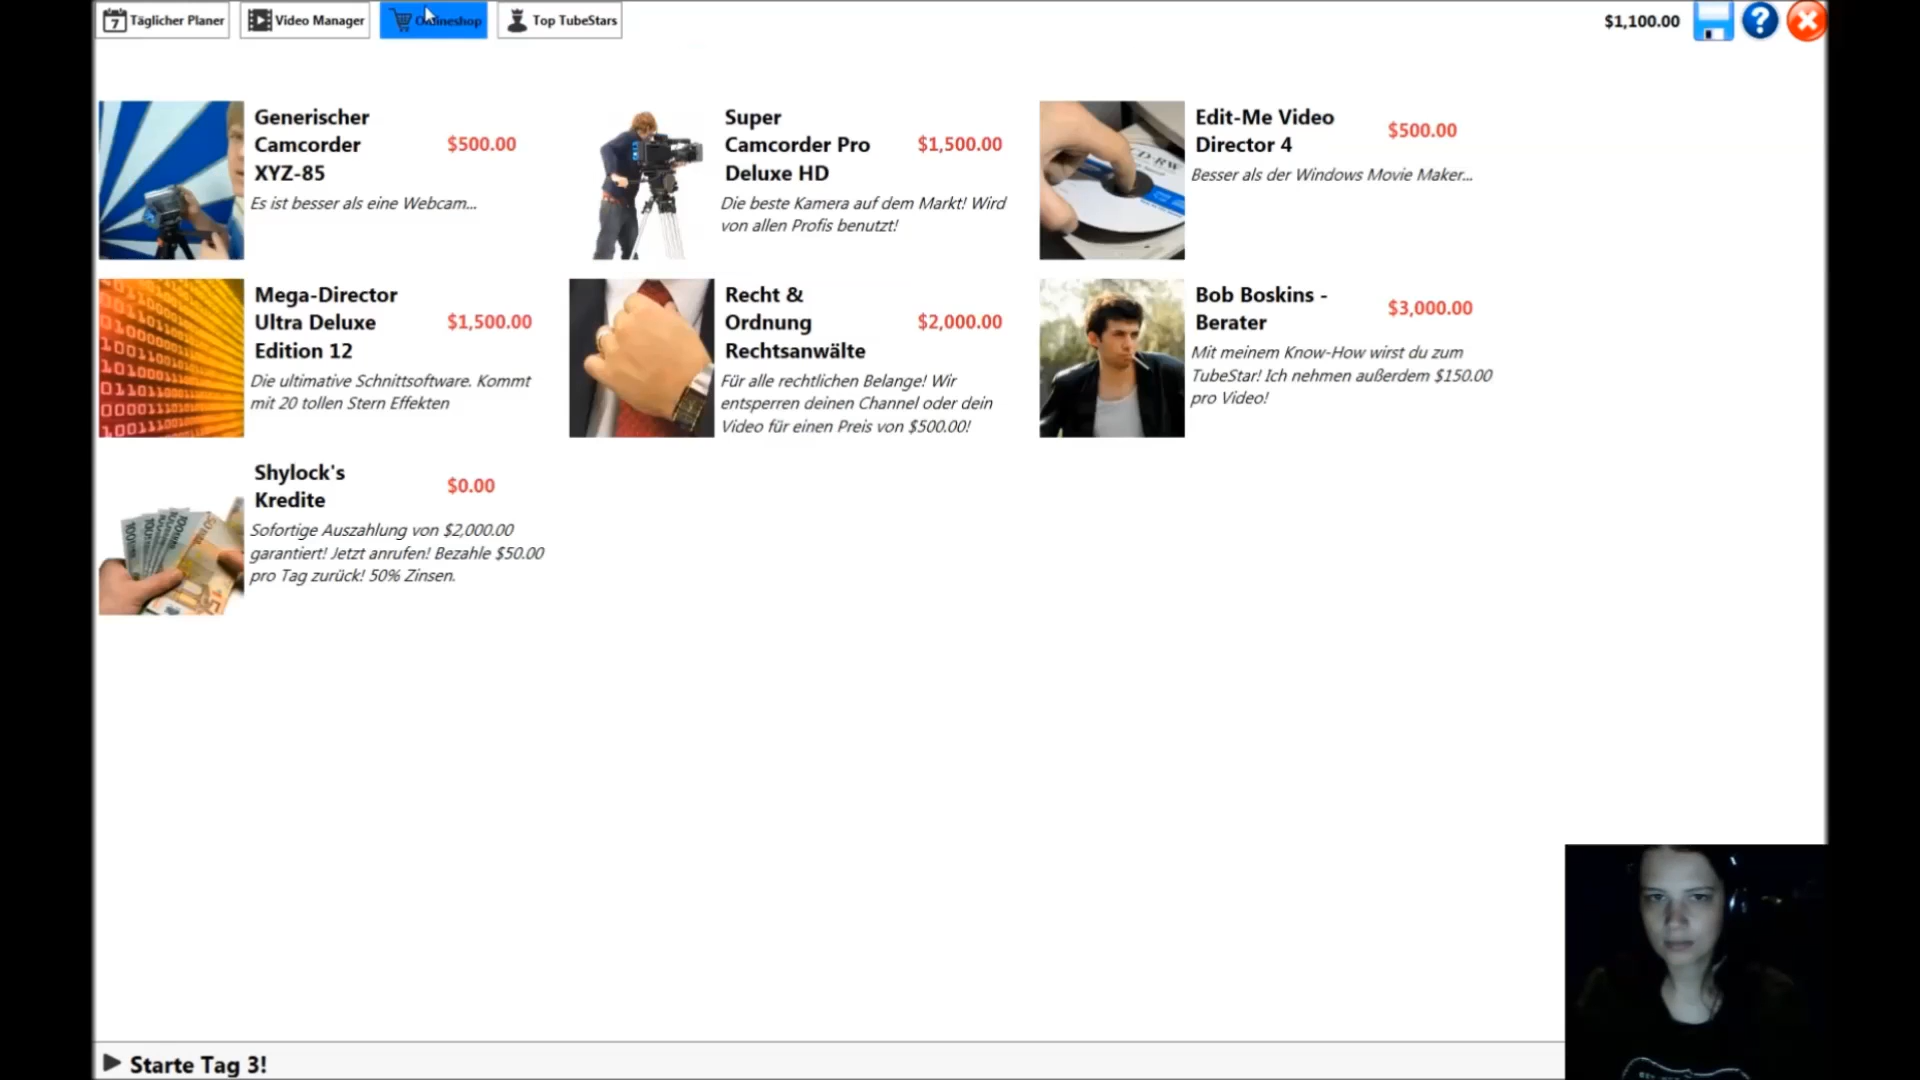 7 Täglicher Planer
Video Manager
Onlineshop
Top TubeStars
$1,100.00
?
Generischer
Camcorder
XYZ-85
$500.00
Es ist besser als eine Webcam...
Super
Camcorder Pro
Deluxe HD
$1,500.00
Die beste Kamera auf dem Markt! Wird
von allen Profis benutzt!
CD-RW
Edit-Me Video
Director 4
$500.00
Besser als der Windows Movie Maker...
Mega-Director
Ultra Deluxe
Edition 12
$1,500.00
Die ultimative Schnittsoftware. Kommt
mit 20 tollen Stern Effekten
Recht &
Ordnung
Rechtsanwälte
$2,000.00
Für alle rechtlichen Belange! Wir
entsperren deinen Channel oder dein
Video für einen Preis von $500.00!
Bob Boskins -
Berater
$3,000.00
Mit meinem Know-How wirst du zum
TubeStar! Ich nehmen außerdem $150.00
pro Video!
Shylock's
Kredite
$0.00
Sofortige Auszahlung von $2,000.00
garantiert! Jetzt anrufen! Bezahle $50.00
pro Tag zurück! 50% Zinsen.
Starte Tag 3!